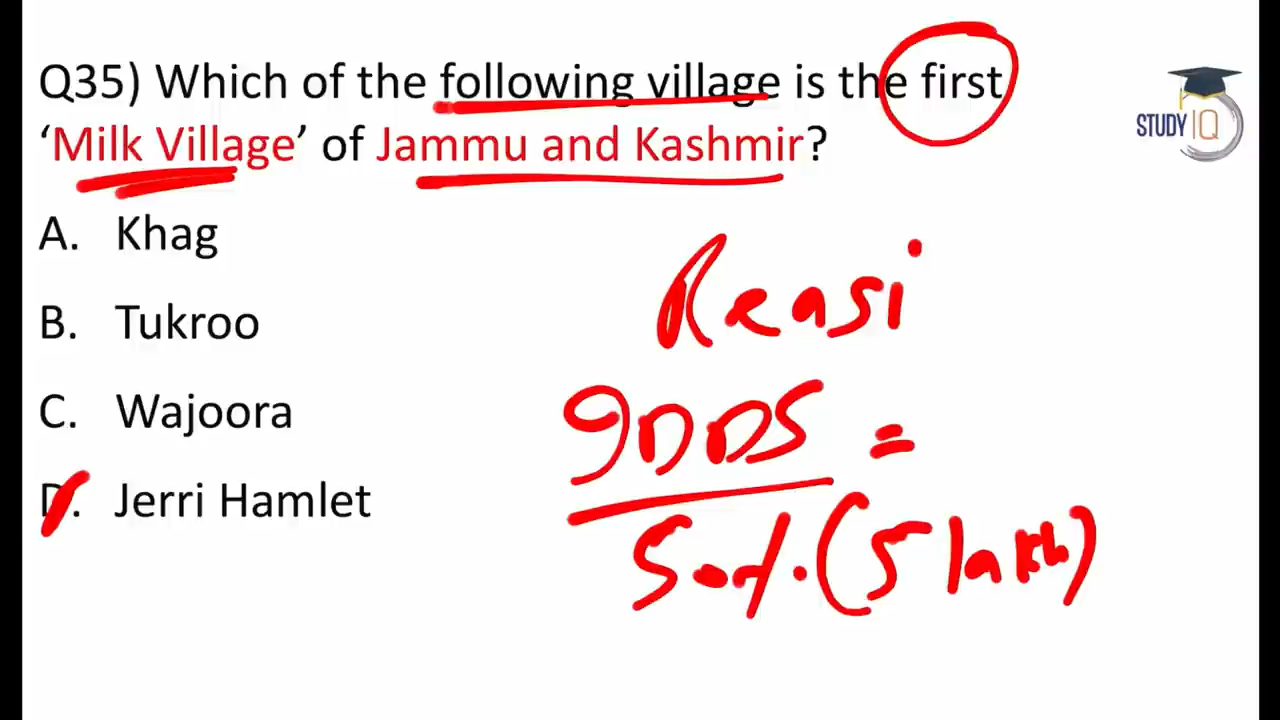 Q35) Which of the following village is the first
‘Milk Village’ of Jammu and Kashmir?
STUDY IQ
A. Khag
B. Tukroo
C. Wajoora
D. Jerri Hamlet
Reasi
IDDS =
50%. (5 lakh)